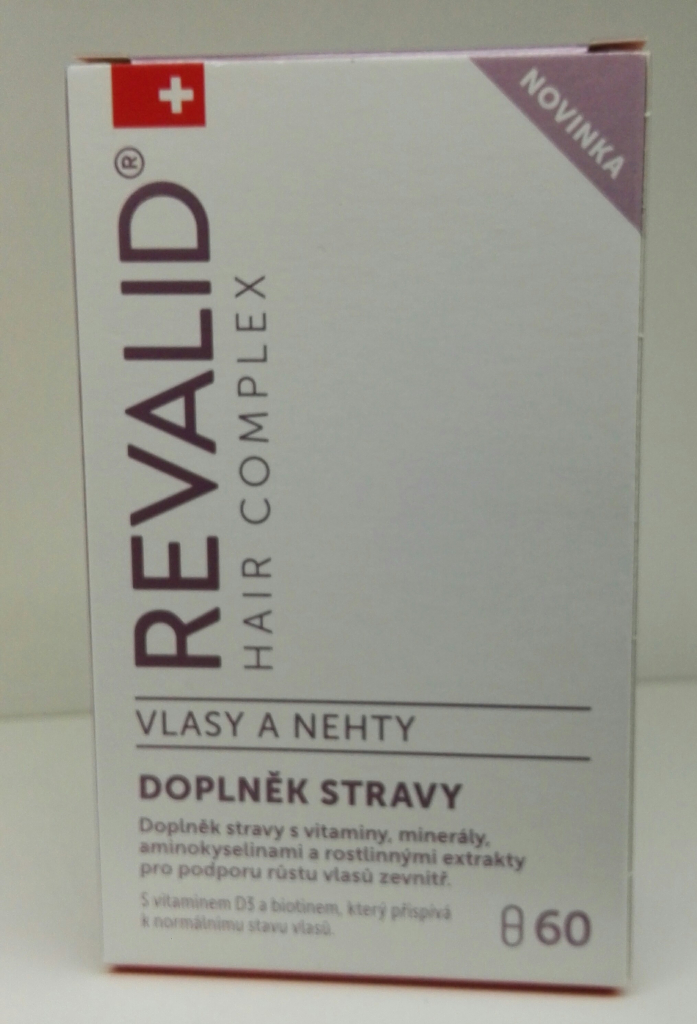 NOVINKA
REVALID®
HAIR COMPLEX
VLASY A NEHTY
DOPLNĚK STRAVY
Doplněk stravy s vitaminy, minerály,
aminokyselinami a rostlinnými extrakty
pro podporu růstu vlasů zevnitř.
S vitaminem D3 a biotinem, který přispívá
k normálnímu stavu vlasů.
60